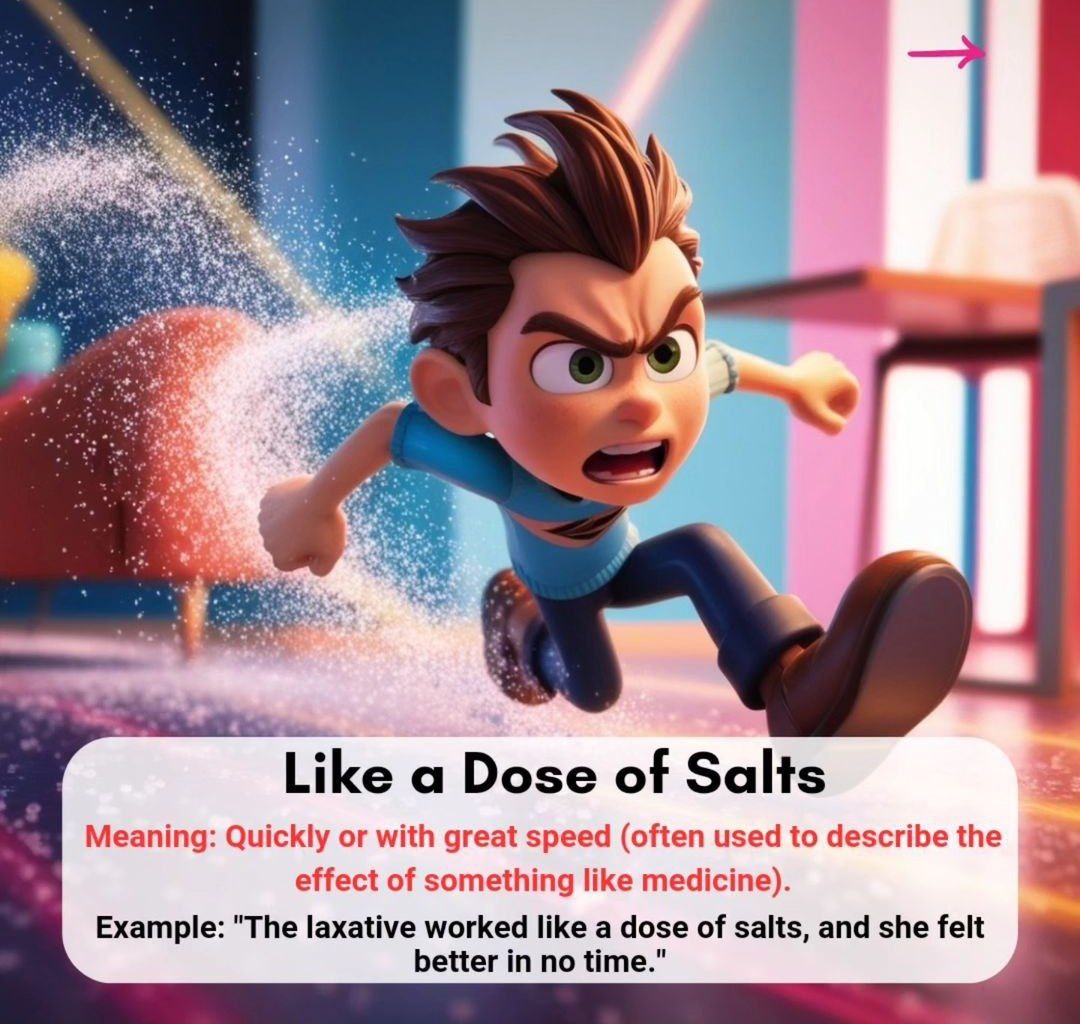 Like a Dose of Salts
Meaning: Quickly or with great speed (often used to describe the
effect of something like medicine).
Example: "The laxative worked like a dose of salts, and she felt
better in no time."